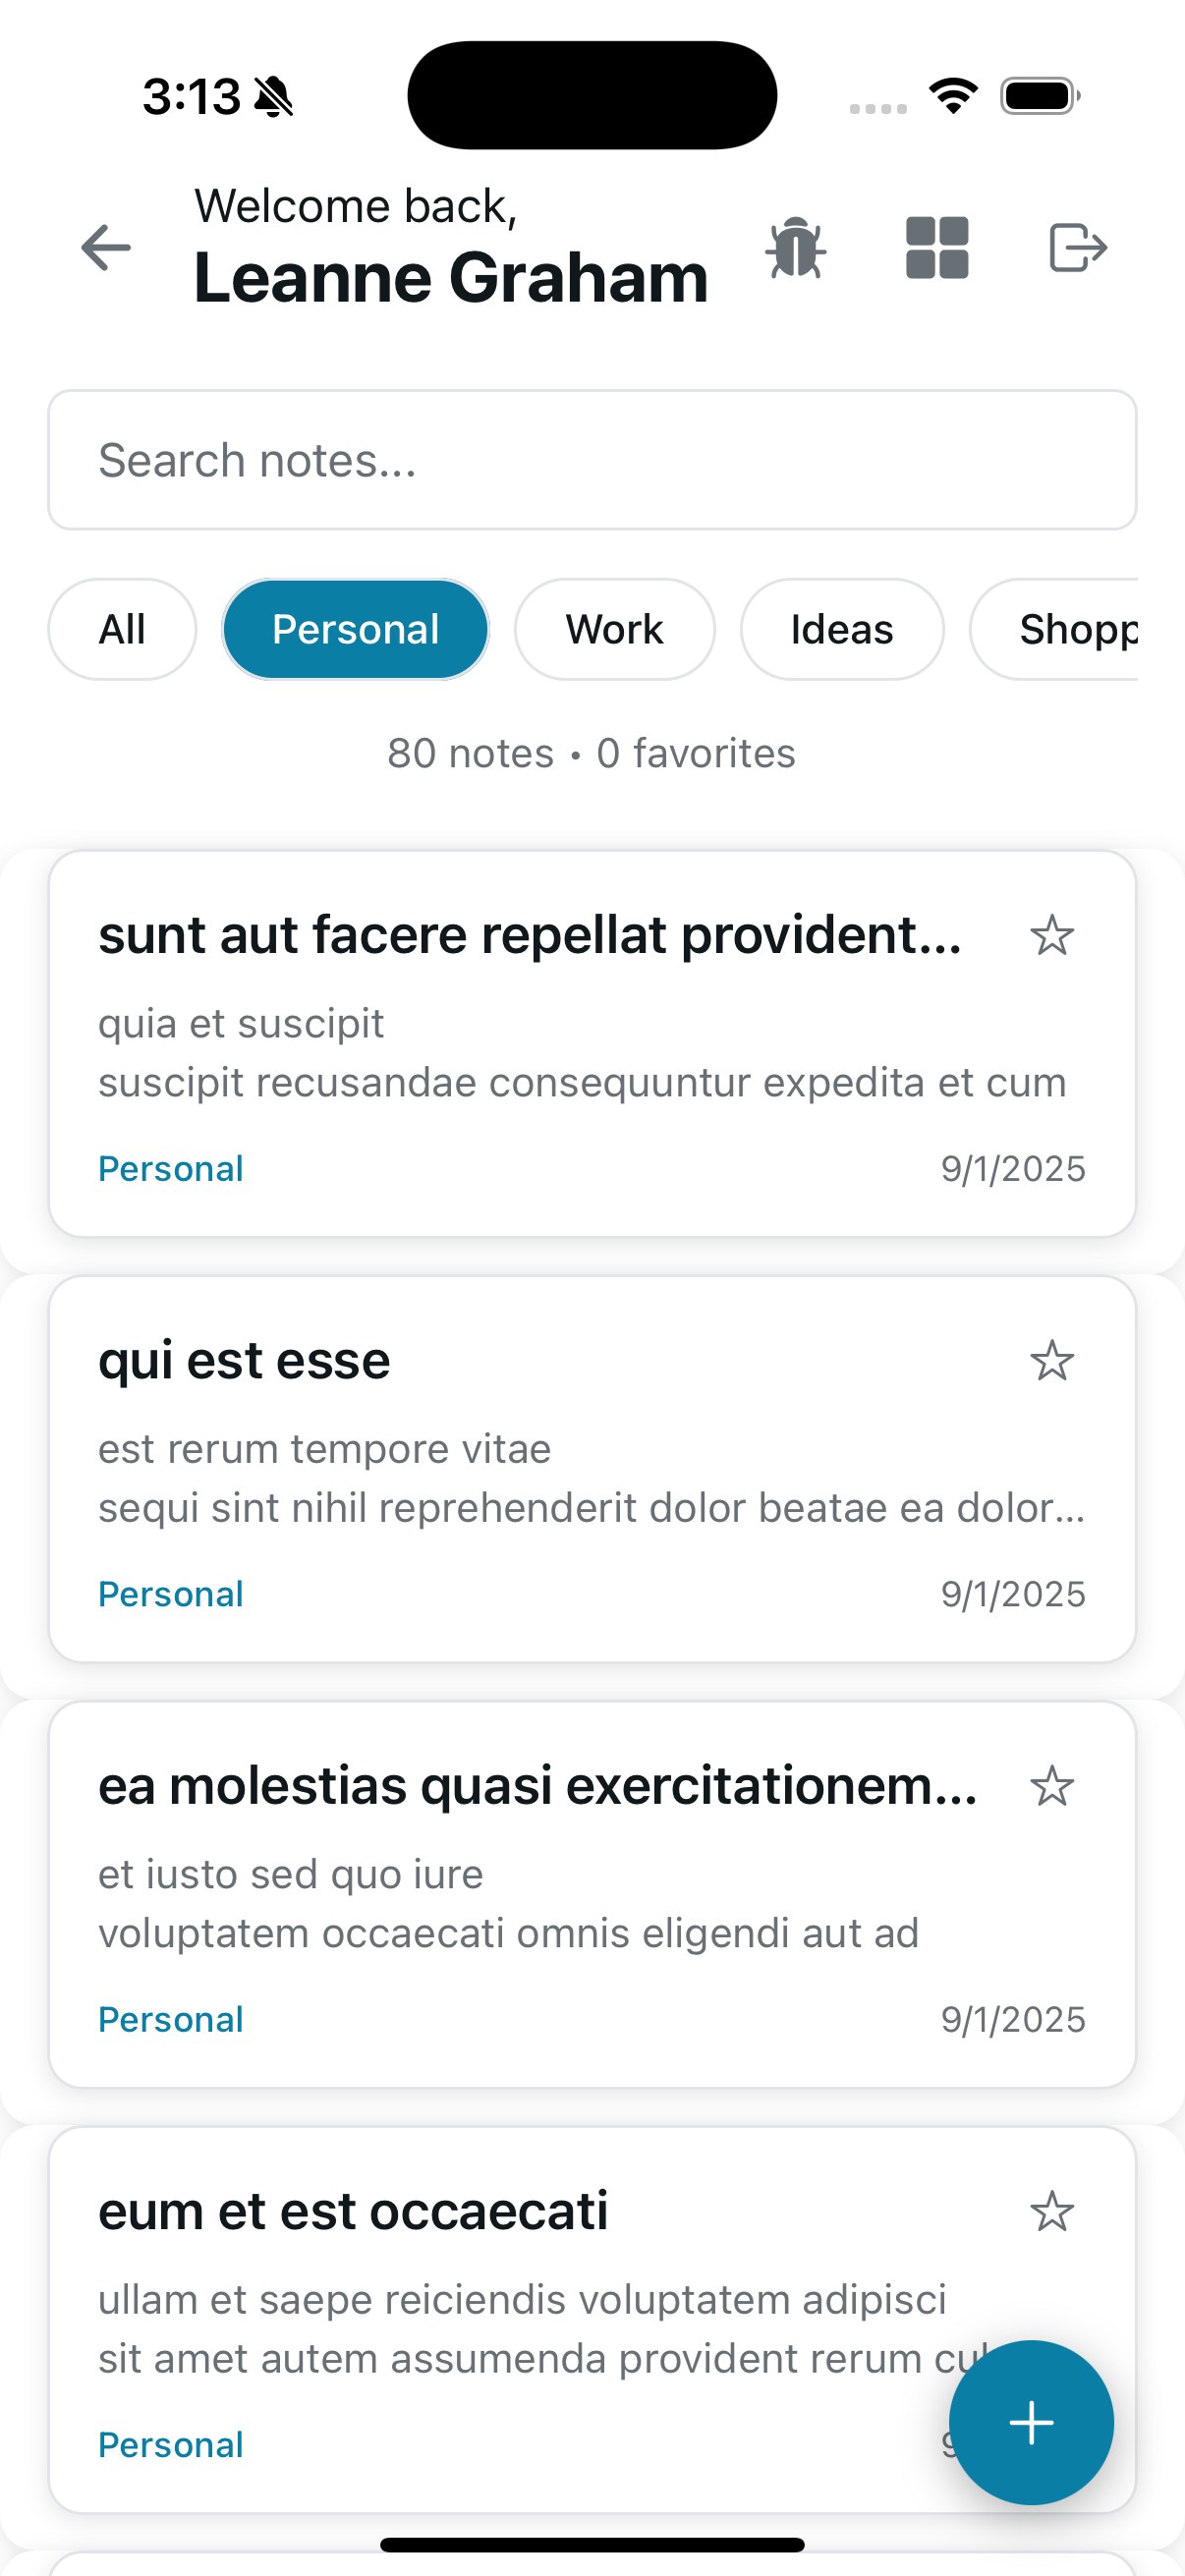 3:13
Welcome back,
Leanne Graham
Search notes...
All
Personal
Work
Ideas
Shopp
80 notes • 0 favorites
sunt aut facere repellat provident...
quia et suscipit
suscipit recusandae consequuntur expedita et cum
Personal
9/1/2025
qui est esse
est rerum tempore vitae
sequi sint nihil reprehenderit dolor beatae ea dolor...
Personal
9/1/2025
ea molestias quasi exercitationem...
et iusto sed quo iure
voluptatem occaecati omnis eligendi aut ad
Personal
9/1/2025
eum et est occaecati
ullam et saepe reiciendis voluptatem adipisci
sit amet autem assumenda provident rerum
Personal